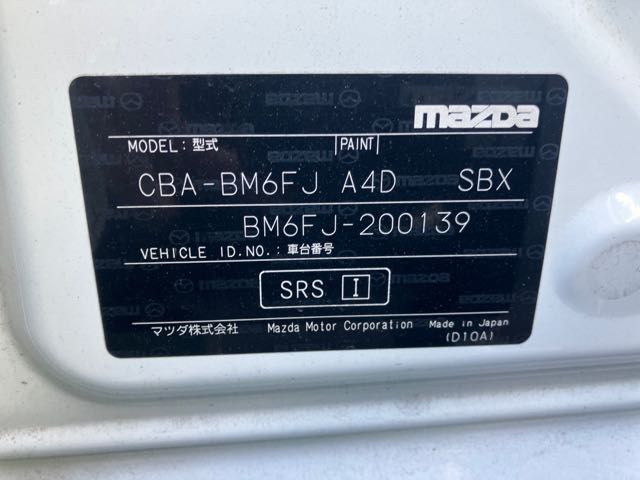 mazda
MODEL: 型式 PAINT
CBA-BM6FJ A4D SBX
BM6FJ-200139
VEHICLE ID.NO.: 車台番号
SRS I
マツダ株式会社 Mazda Motor Corporation Made in Japan
(D10A)